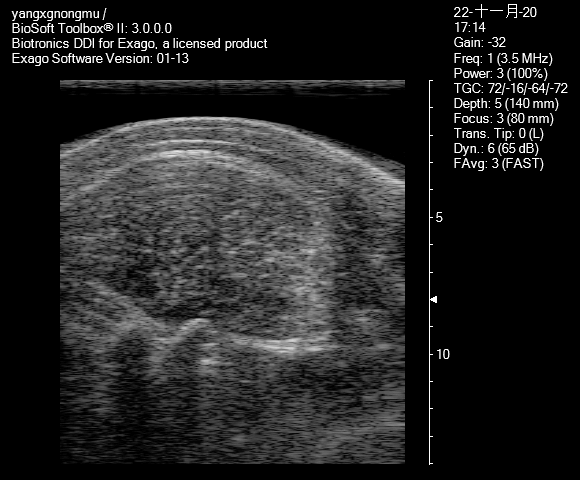 yangxgnongmu /
BioSoft Toolbox® II: 3.0.0.0
Biotronics DDI for Exago, a licensed product
Exago Software Version: 01-13
22-十一月-20
17:14
Gain: -32
Freq: 1 (3.5 MHz)
Power: 3 (100%)
TGC: 72/-16/-64/-72
Depth: 5 (140 mm)
Focus: 3 (80 mm)
Trans. Tip: 0 (L)
Dyn.: 6 (65 dB)
FAvg: 3 (FAST)
5
10